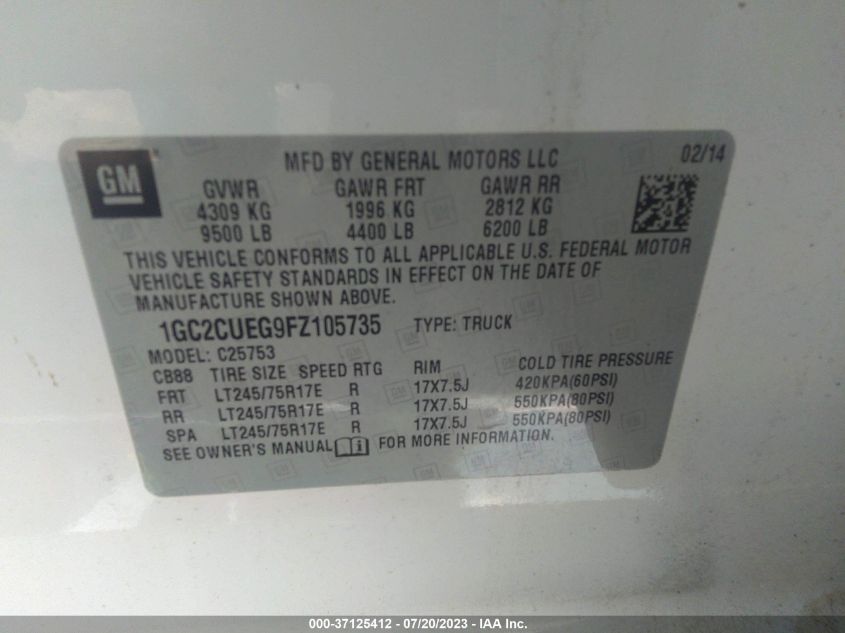 GM
MFD BY GENERAL MOTORS LLC 02/14
GVWR GAWR FRT GAWR RR
4309 KG 1996 KG 2812 KG
9500 LB 4400 LB 6200 LB
THIS VEHICLE CONFORMS TO ALL APPLICABLE U.S. FEDERAL MOTOR
VEHICLE SAFETY STANDARDS IN EFFECT ON THE DATE OF
MANUFACTURE SHOWN ABOVE.
1GC2CUEG9FZ105735 TYPE: TRUCK
MODEL: C25753
CB88 TIRE SIZE SPEED RTG RIM COLD TIRE PRESSURE
FRT LT245/75R17E R 17X7.5J 420KPA(60PSI)
RR LT245/75R17E R 17X7.5J 550KPA(80PSI)
SPA LT245/75R17E R 17X7.5J 550KPA(80PSI)
SEE OWNER'S MANUAL FOR MORE INFORMATION.
000-37125412 - 07/20/2023 - IAA Inc.